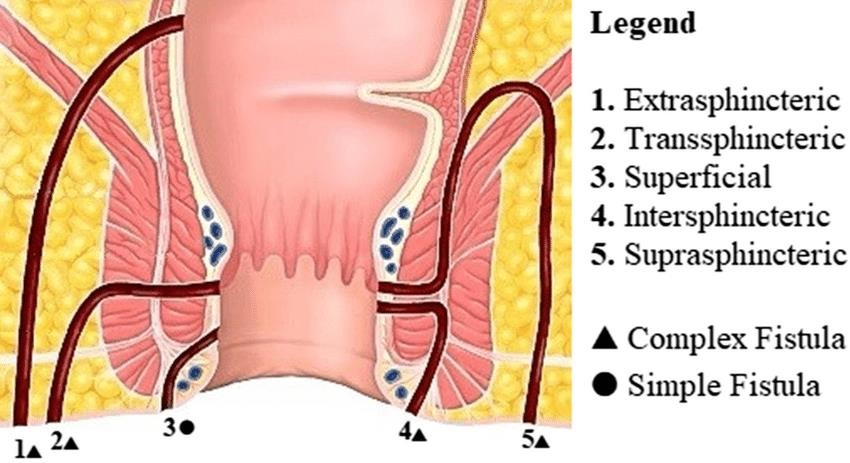 Legend
1. Extrasphincteric
2. Transsphincteric
3. Superficial
4. Intersphincteric
5. Suprasphincteric
▲ Complex Fistula
● Simple Fistula
1▲ 2▲ 3● 4▲ 5▲